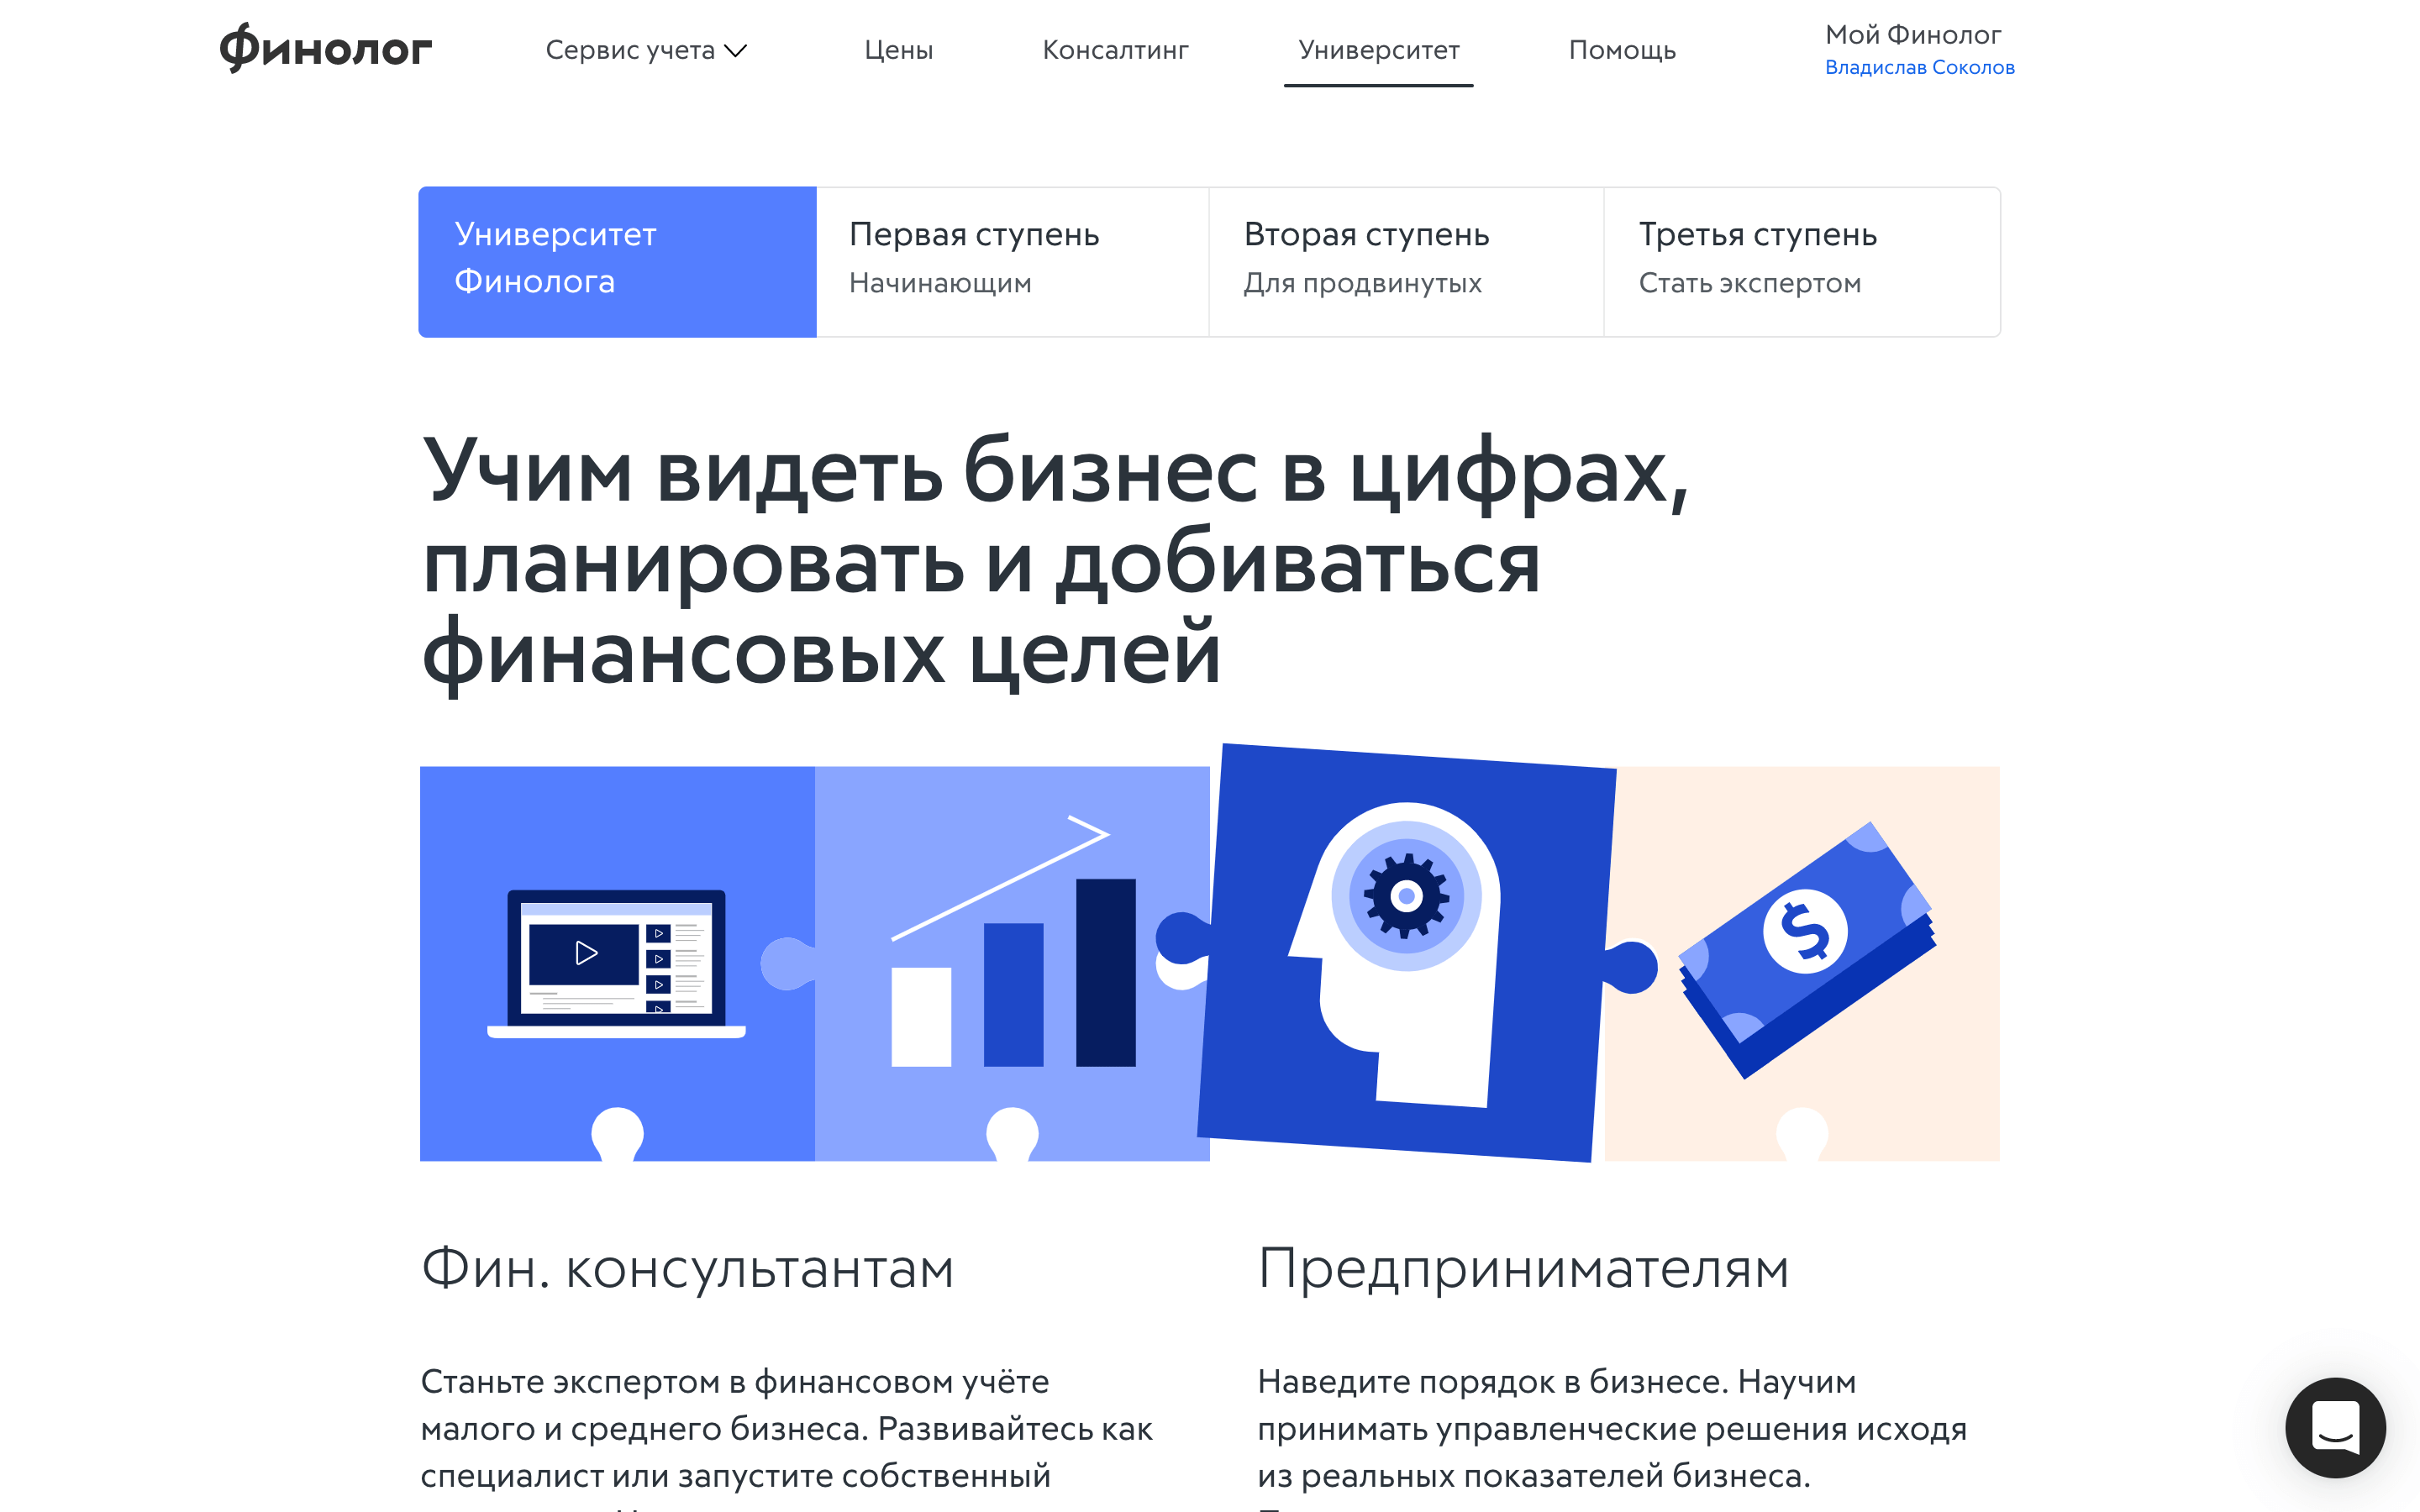 Финолог
Сервис учета
Цены
Консалтинг
Университет
Помощь
Мой Финолог
Владислав Соколов
Университет
Финолога
Первая ступень
Начинающим
Вторая ступень
Для продвинутых
Третья ступень
Стать экспертом
Учим видеть бизнес в цифрах,
планировать и добиваться
финансовых целей
$
Фин. консультантам
Станьте экспертом в финансовом учёте
малого и среднего бизнеса. Развивайтесь как
специалист или запустите собственный
Предпринимателям
Наведите порядок в бизнесе. Научим
принимать управленческие решения исходя
из реальных показателей бизнеса.